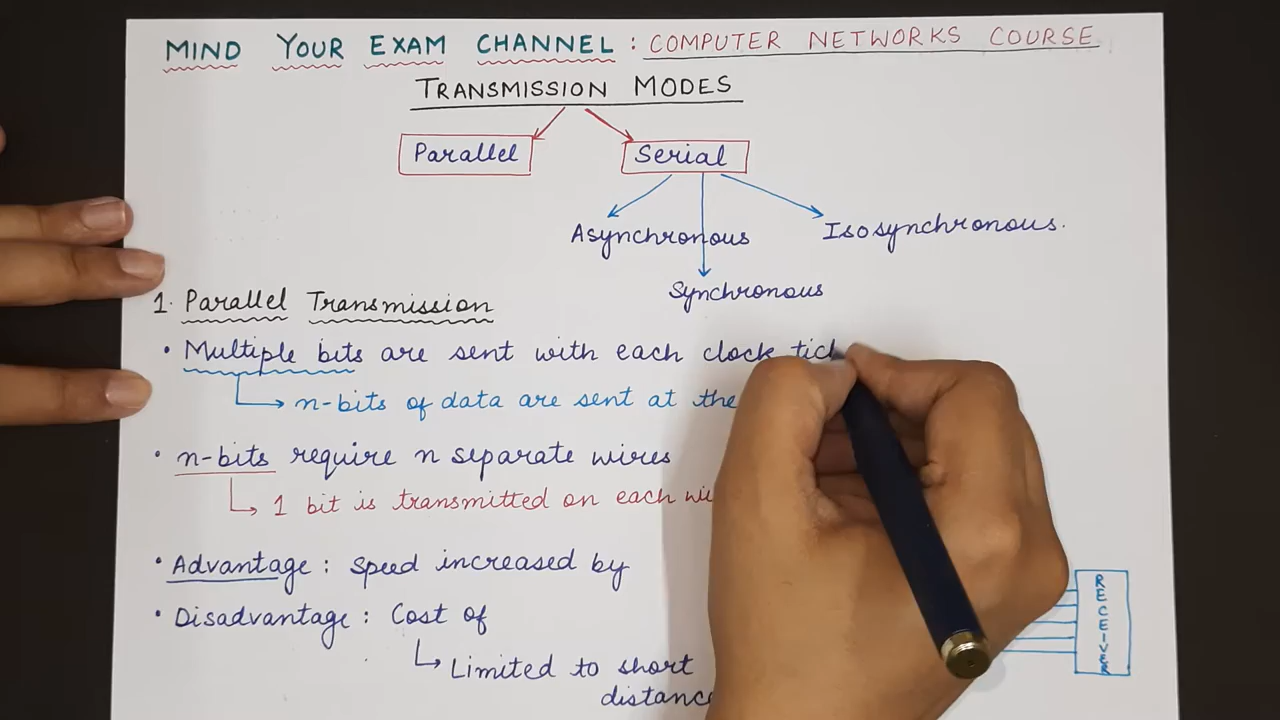 MIND YOUR EXAM CHANNEL : COMPUTER NETWORKS COURSE
TRANSMISSION MODES
Parallel Serial
Asynchronous Isosynchronous.
Synchronous
1. Parallel Transmission
• Multiple bits are sent with each clock tick
n-bits of data are sent at the
• n-bits require n separate wires
1 bit is transmitted on each
• Advantage : Speed increased by
• Disadvantage : Cost of
Limited to short
distance
RECEIVER